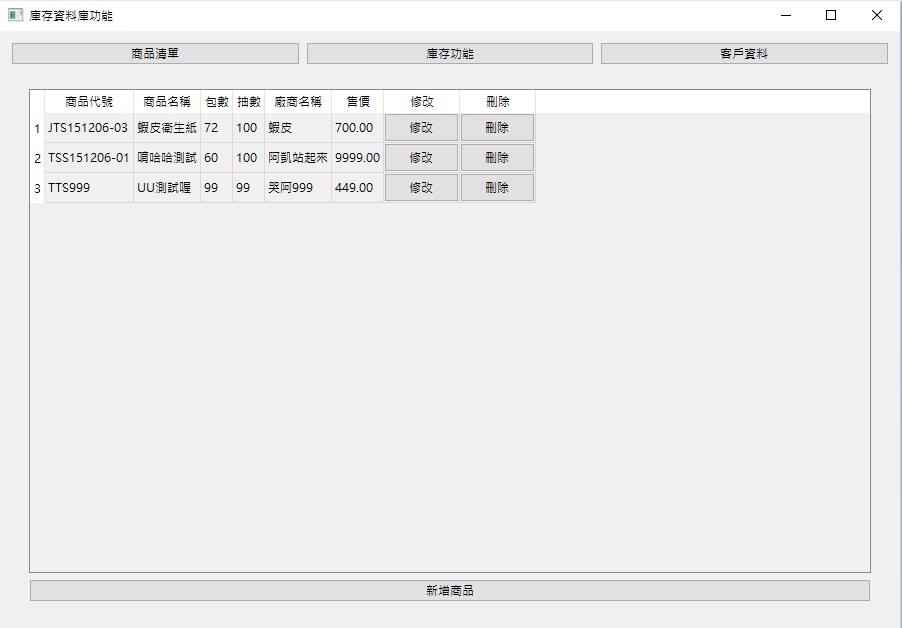 庫存資料庫功能
商品清單 庫存功能 客戶資料
商品代號 商品名稱 包數 抽數 廠商名稱 售價 修改 刪除
1 JTS151206-03 蝦皮衛生紙 72 100 蝦皮 700.00 修改 刪除
2 TSS151206-01 唷哈哈測試 60 100 阿凱站起來 9999.00 修改 刪除
3 TTS999 UU測試喔 99 99 哭阿999 449.00 修改 刪除
新增商品